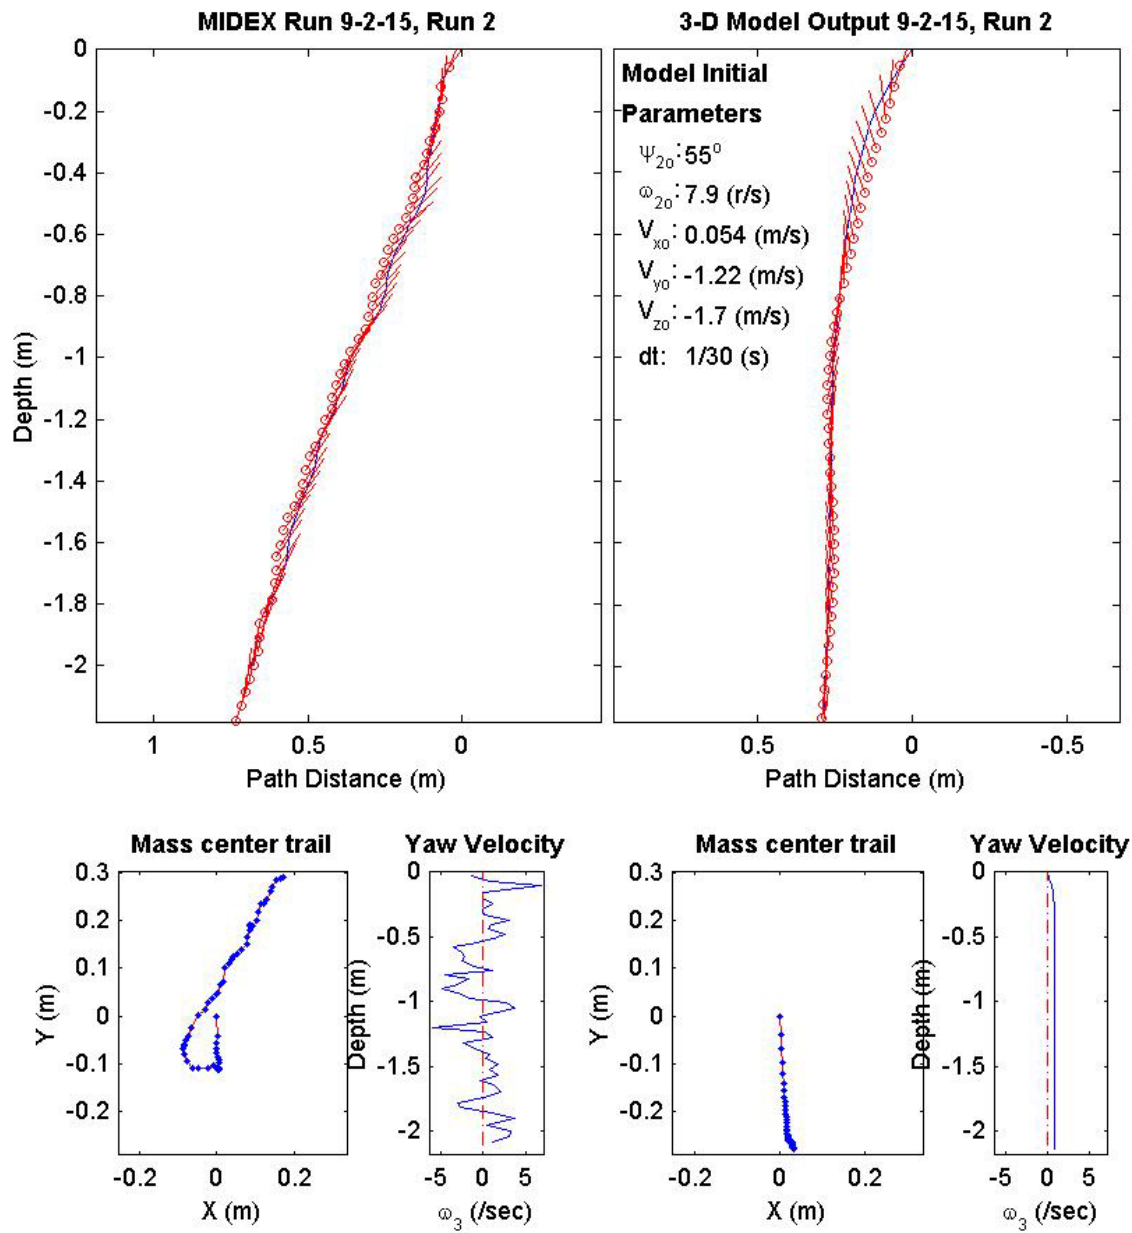 MIDEX Run 9-2-15, Run 2
3-D Model Output 9-2-15, Run 2
0
-0.2
-0.4
-0.6
-0.8
-1
-1.2
-1.4
-1.6
-1.8
-2
Depth (m)
1
0.5
0
Path Distance (m)
Model Initial
Parameters
Ψ2o: 55o
ω2o: 7.9 (r/s)
Vxo: 0.054 (m/s)
Vyo: -1.22 (m/s)
Vzo: -1.7 (m/s)
dt: 1/30 (s)
0.5
0
-0.5
Path Distance (m)
Mass center trail
0.3
0.2
0.1
0
-0.1
-0.2
Y (m)
-0.2
0
0.2
X (m)
Yaw Velocity
0
-0.5
-1
-1.5
-2
Depth (m)
-5
0
5
ω3 (/sec)
Mass center trail
0.3
0.2
0.1
0
-0.1
-0.2
Y (m)
-0.2
0
0.2
X (m)
Yaw Velocity
0
-0.5
-1
-1.5
-2
Depth (m)
-5
0
5
ω3 (/sec)